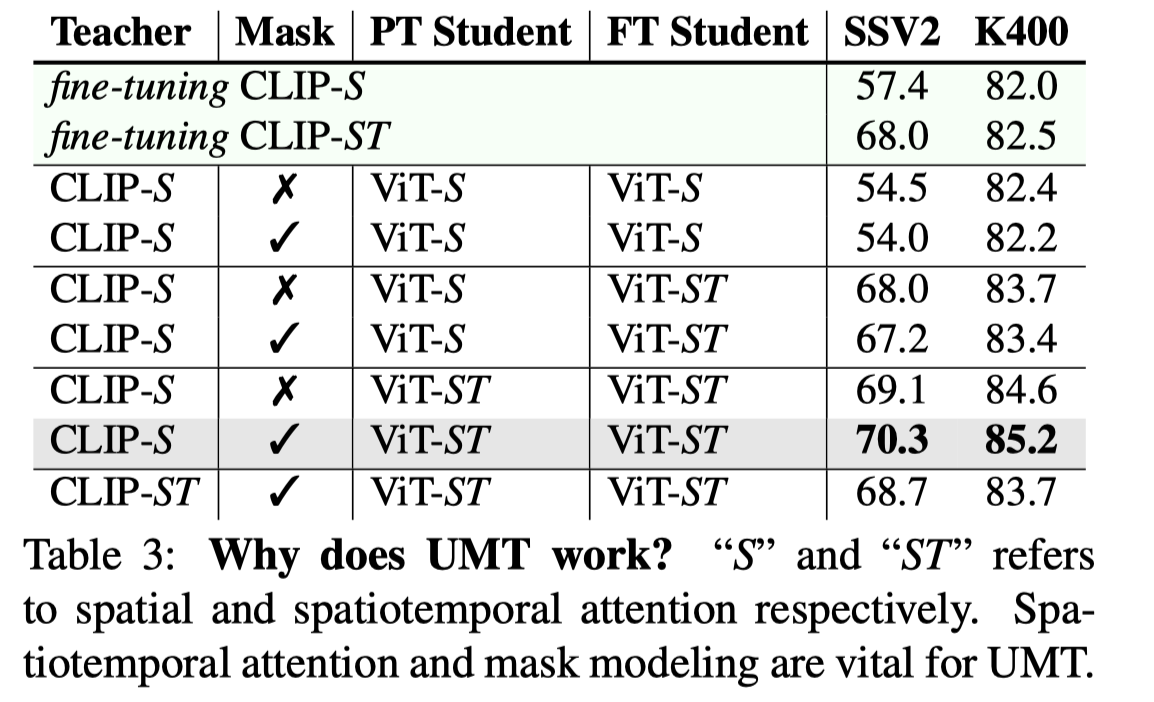 Teacher Mask PT Student FT Student SSV2 K400
fine-tuning CLIP-S 57.4 82.0
fine-tuning CLIP-ST 68.0 82.5
CLIP-S ✗ ViT-S ViT-S 54.5 82.4
CLIP-S ✓ ViT-S ViT-S 54.0 82.2
CLIP-S ✗ ViT-S ViT-ST 68.0 83.7
CLIP-S ✓ ViT-S ViT-ST 67.2 83.4
CLIP-S ✗ ViT-ST ViT-ST 69.1 84.6
CLIP-S ✓ ViT-ST ViT-ST 70.3 85.2
CLIP-ST ✓ ViT-ST ViT-ST 68.7 83.7
Table 3: Why does UMT work? “S” and “ST” refers
to spatial and spatiotemporal attention respectively. Spa-
tiotemporal attention and mask modeling are vital for UMT.